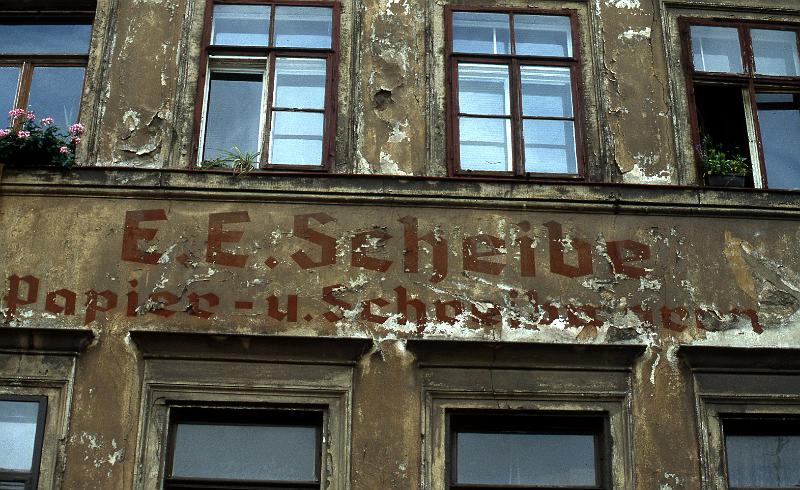 E. E. Scheibe
Papier - u. Schreibwaren